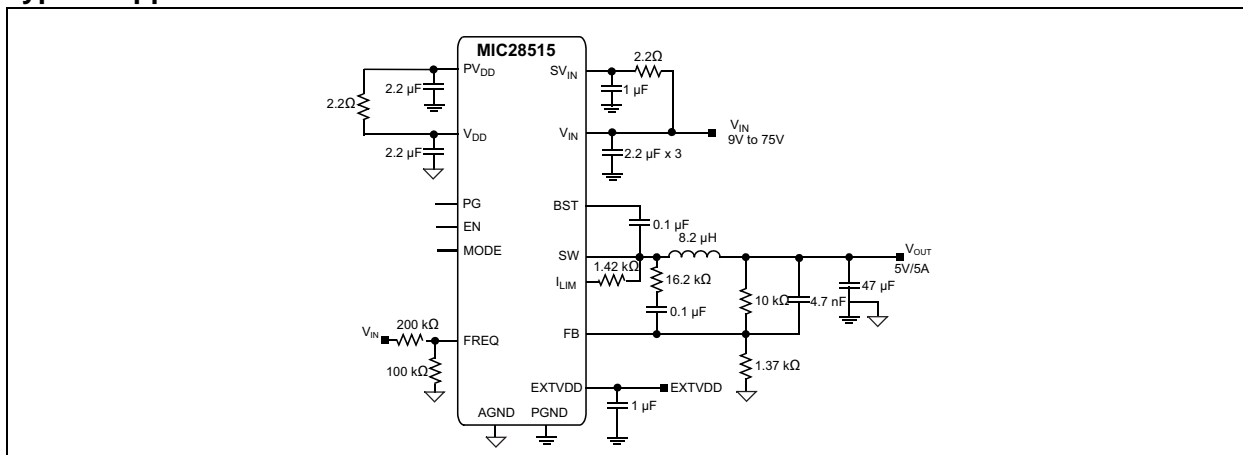 MIC28515
PV_DD
2.2 µF
2.2Ω
V_DD
2.2 µF
PG
EN
MODE
V_IN
200 kΩ
FREQ
100 kΩ
AGND
PGND
SV_IN
2.2Ω
1 µF
V_IN
V_IN
9V to 75V
2.2 µF x 3
BST
0.1 µF
SW
8.2 µH
V_OUT
5V/5A
1.42 kΩ
I_LIM
16.2 kΩ
0.1 µF
10 kΩ
4.7 nF
47 µF
FB
1.37 kΩ
EXTVDD
EXTVDD
1 µF